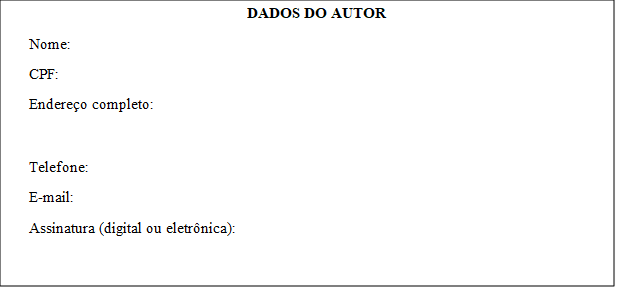 DADOS DO AUTOR
Nome:
CPF:
Endereço completo:
Telefone:
E-mail:
Assinatura (digital ou eletrônica):